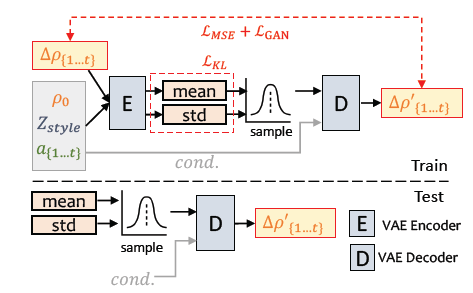 ℒ_MSE + ℒ_GAN
Δρ_{1…t}
ℒ_KL
ρ₀
Z_style
a_{1…t}
E
mean
std
sample
D
Δρ′_{1…t}
cond.
Train
Test
mean
std
sample
D
Δρ′_{1…t}
cond.
E VAE Encoder
D VAE Decoder